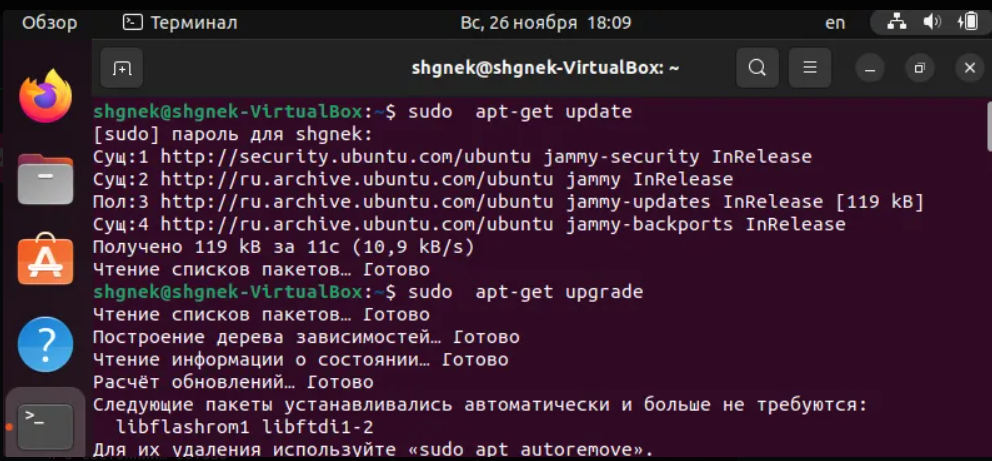 Обзор Терминал Вс, 26 ноября 18:09 en
shgnek@shgnek-VirtualBox: ~
shgnek@shgnek-VirtualBox:~$ sudo  apt-get update
[sudo] пароль для shgnek:
Сущ:1 http://security.ubuntu.com/ubuntu jammy-security InRelease
Сущ:2 http://ru.archive.ubuntu.com/ubuntu jammy InRelease
Пол:3 http://ru.archive.ubuntu.com/ubuntu jammy-updates InRelease [119 kB]
Сущ:4 http://ru.archive.ubuntu.com/ubuntu jammy-backports InRelease
Получено 119 kB за 11с (10,9 kB/s)
Чтение списков пакетов… Готово
shgnek@shgnek-VirtualBox:~$ sudo  apt-get upgrade
Чтение списков пакетов… Готово
Построение дерева зависимостей… Готово
Чтение информации о состоянии… Готово
Расчёт обновлений… Готово
Следующие пакеты устанавливались автоматически и больше не требуются:
  libflashrom1 libftdi1-2
Для их удаления используйте «sudo apt autoremove».